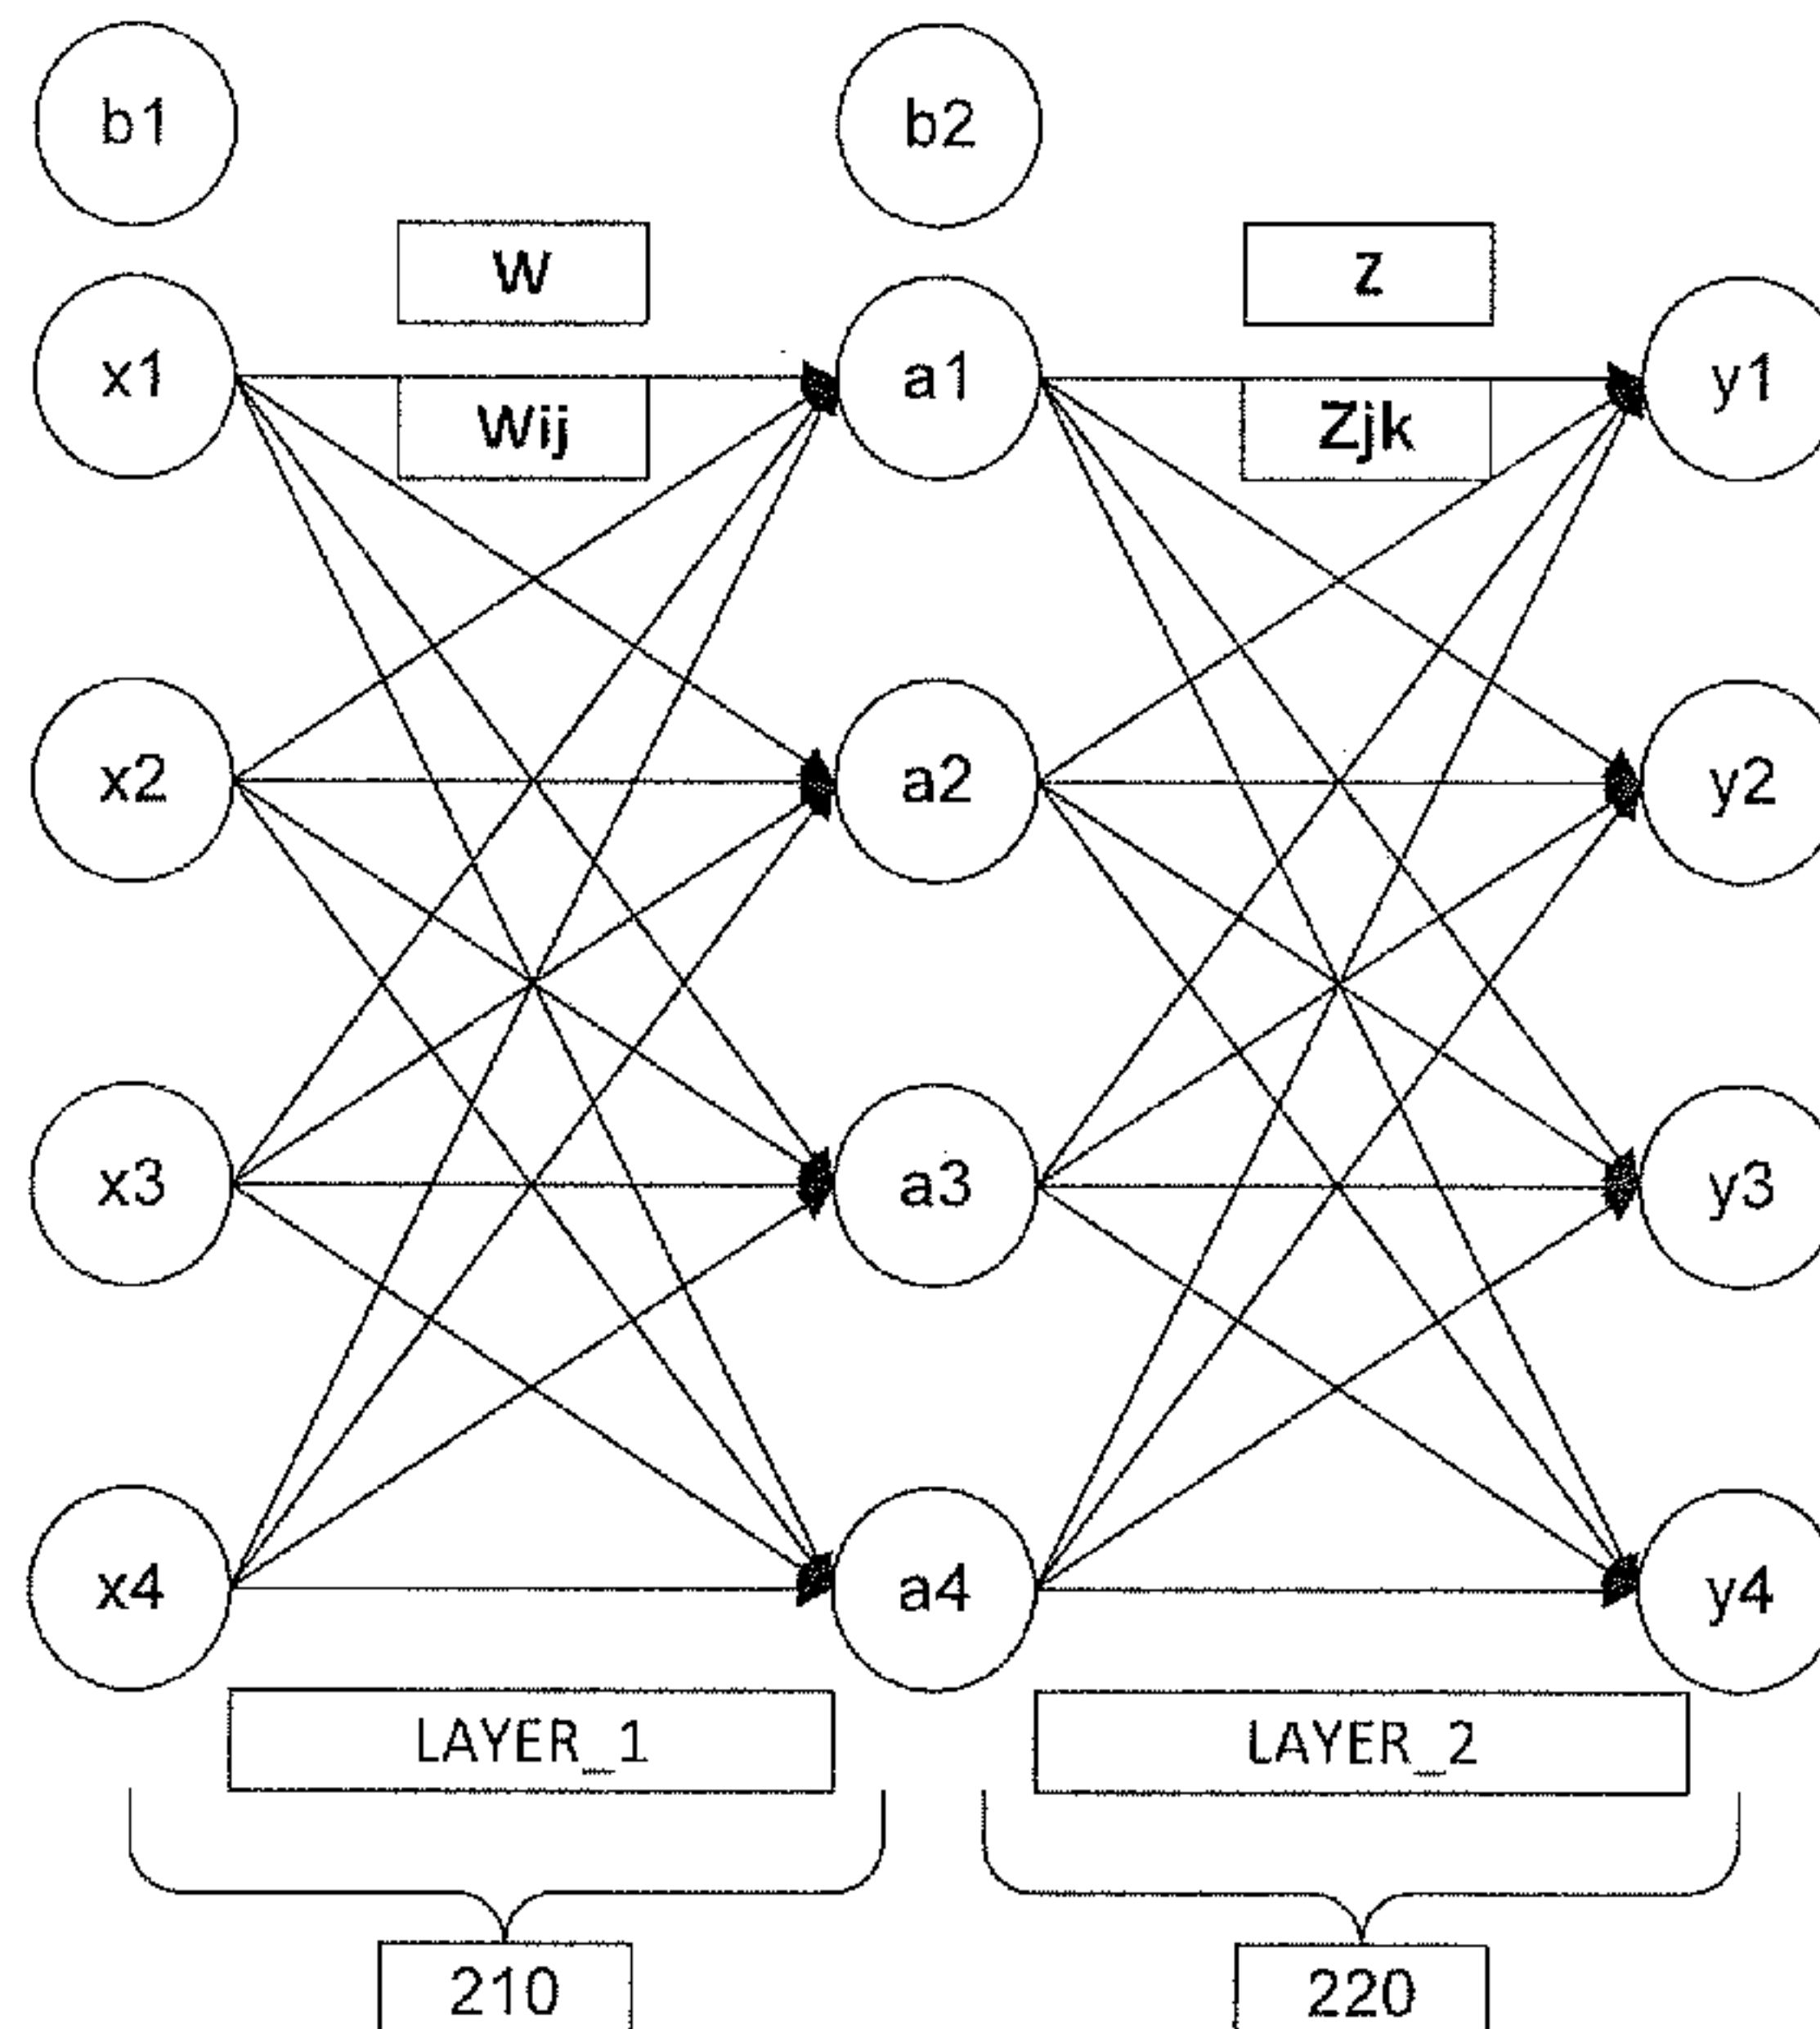 b1 b2
W Z
x1 a1 y1
Wij Zjk
x2 a2 y2
x3 a3 y3
x4 a4 y4
LAYER_1 LAYER_2
210 220